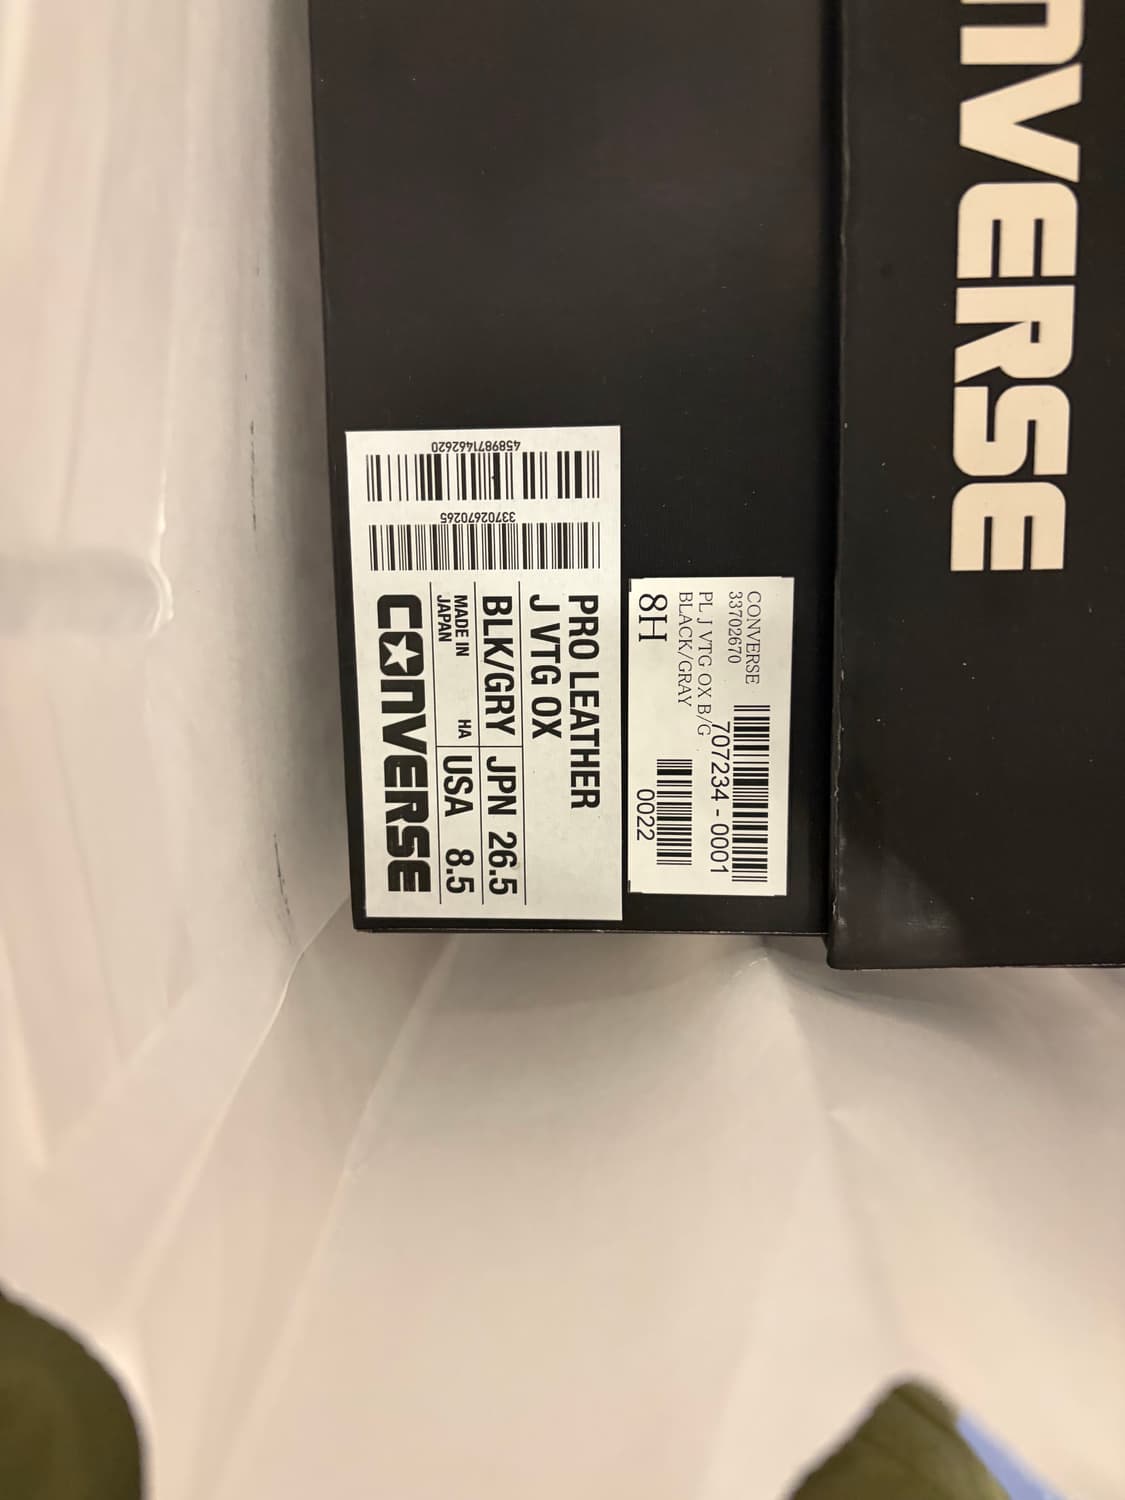 NVERSE
CONVERSE
33702670
707234 - 0001
PL J VTG OX B/G
BLACK/GRAY
8H
0022
PRO LEATHER
J VTG OX
BLK/GRY JPN 26.5
MADE IN
JAPAN HA USA 8.5
CONVERSE
33702670265
4589871462620